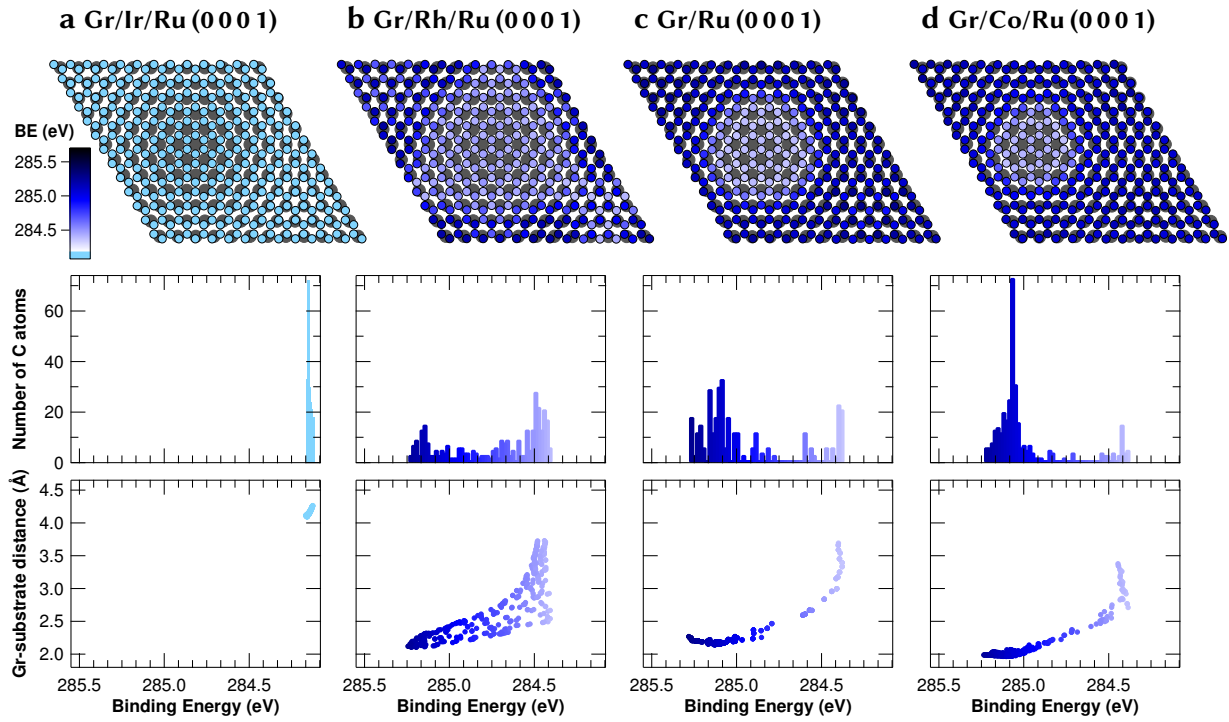 a Gr/Ir/Ru (0 0 0 1)
b Gr/Rh/Ru (0 0 0 1)
c Gr/Ru (0 0 0 1)
d Gr/Co/Ru (0 0 0 1)
BE (eV)
285.5
285.0
284.5
Number of C atoms
60
40
20
0
Gr-substrate distance (Å)
4.5
4.0
3.5
3.0
2.5
2.0
285.5 285.0 284.5
285.5 285.0 284.5
285.5 285.0 284.5
285.5 285.0 284.5
Binding Energy (eV)
Binding Energy (eV)
Binding Energy (eV)
Binding Energy (eV)